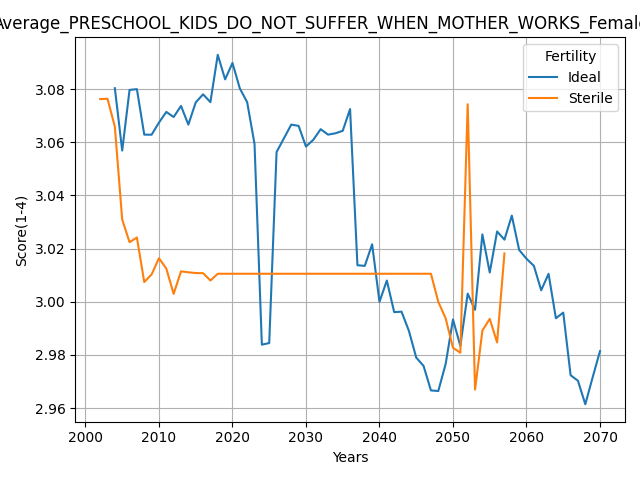 Average_PRESCHOOL_KIDS_DO_NOT_SUFFER_WHEN_MOTHER_WORKS_Female
Fertility
Ideal
Sterile
Score(1-4)
3.08
3.06
3.04
3.02
3.00
2.98
2.96
2000 2010 2020 2030 2040 2050 2060 2070
Years